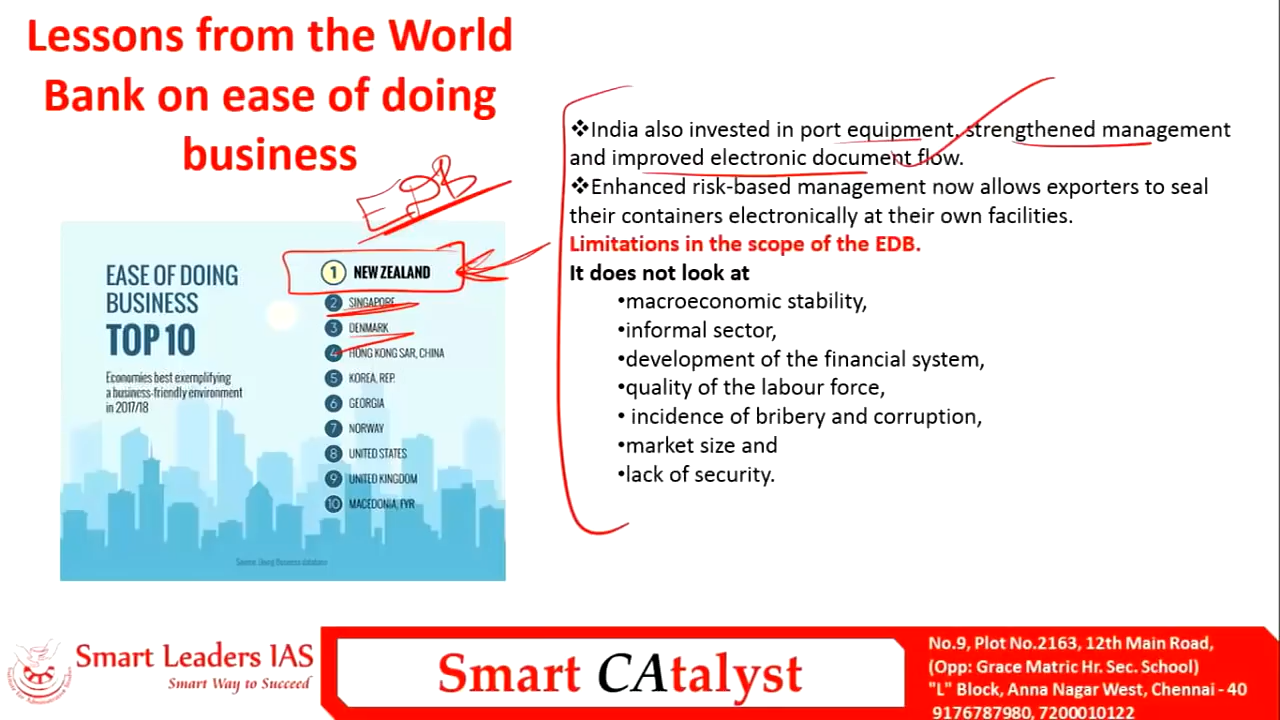 Lessons from the World
Bank on ease of doing
business
EDB
EASE OF DOING
BUSINESS
TOP 10
Economies best exemplifying
a business-friendly environment
in 2017/18
1 NEW ZEALAND
2 SINGAPORE
3 DENMARK
4 HONG KONG SAR, CHINA
5 KOREA, REP.
6 GEORGIA
7 NORWAY
8 UNITED STATES
9 UNITED KINGDOM
10 MACEDONIA, FYR
Source: Doing Business database
❖India also invested in port equipment, strengthened management
and improved electronic document flow.
❖Enhanced risk-based management now allows exporters to seal
their containers electronically at their own facilities.
Limitations in the scope of the EDB.
It does not look at
•macroeconomic stability,
•informal sector,
•development of the financial system,
•quality of the labour force,
• incidence of bribery and corruption,
•market size and
•lack of security.
Smart Leaders IAS
Smart Way to Succeed
Smart CAtalyst
No.9, Plot No.2163, 12th Main Road,
(Opp: Grace Matric Hr. Sec. School)
"L" Block, Anna Nagar West, Chennai - 40
9176787980, 7200010122